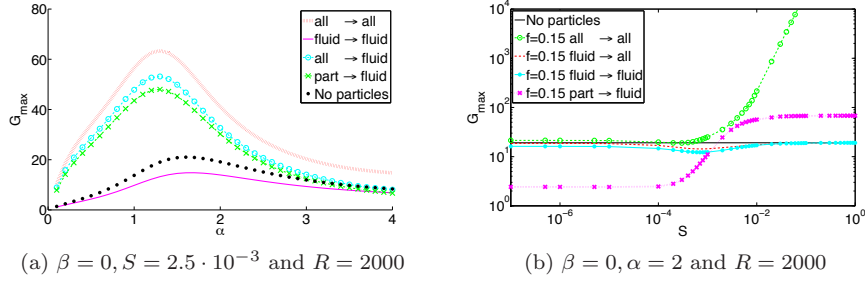 80
60
40
20
0
G_max
0 1 2 3 4
α
all → all
fluid → fluid
all → fluid
part → fluid
No particles
(a) β = 0, S = 2.5 · 10⁻³ and R = 2000
10⁴
10³
10²
10¹
10⁰
G_max
10⁻⁶ 10⁻⁴ 10⁻² 10⁰
S
No particles
f=0.15 all → all
f=0.15 fluid → all
f=0.15 fluid → fluid
f=0.15 part → fluid
(b) β = 0, α = 2 and R = 2000